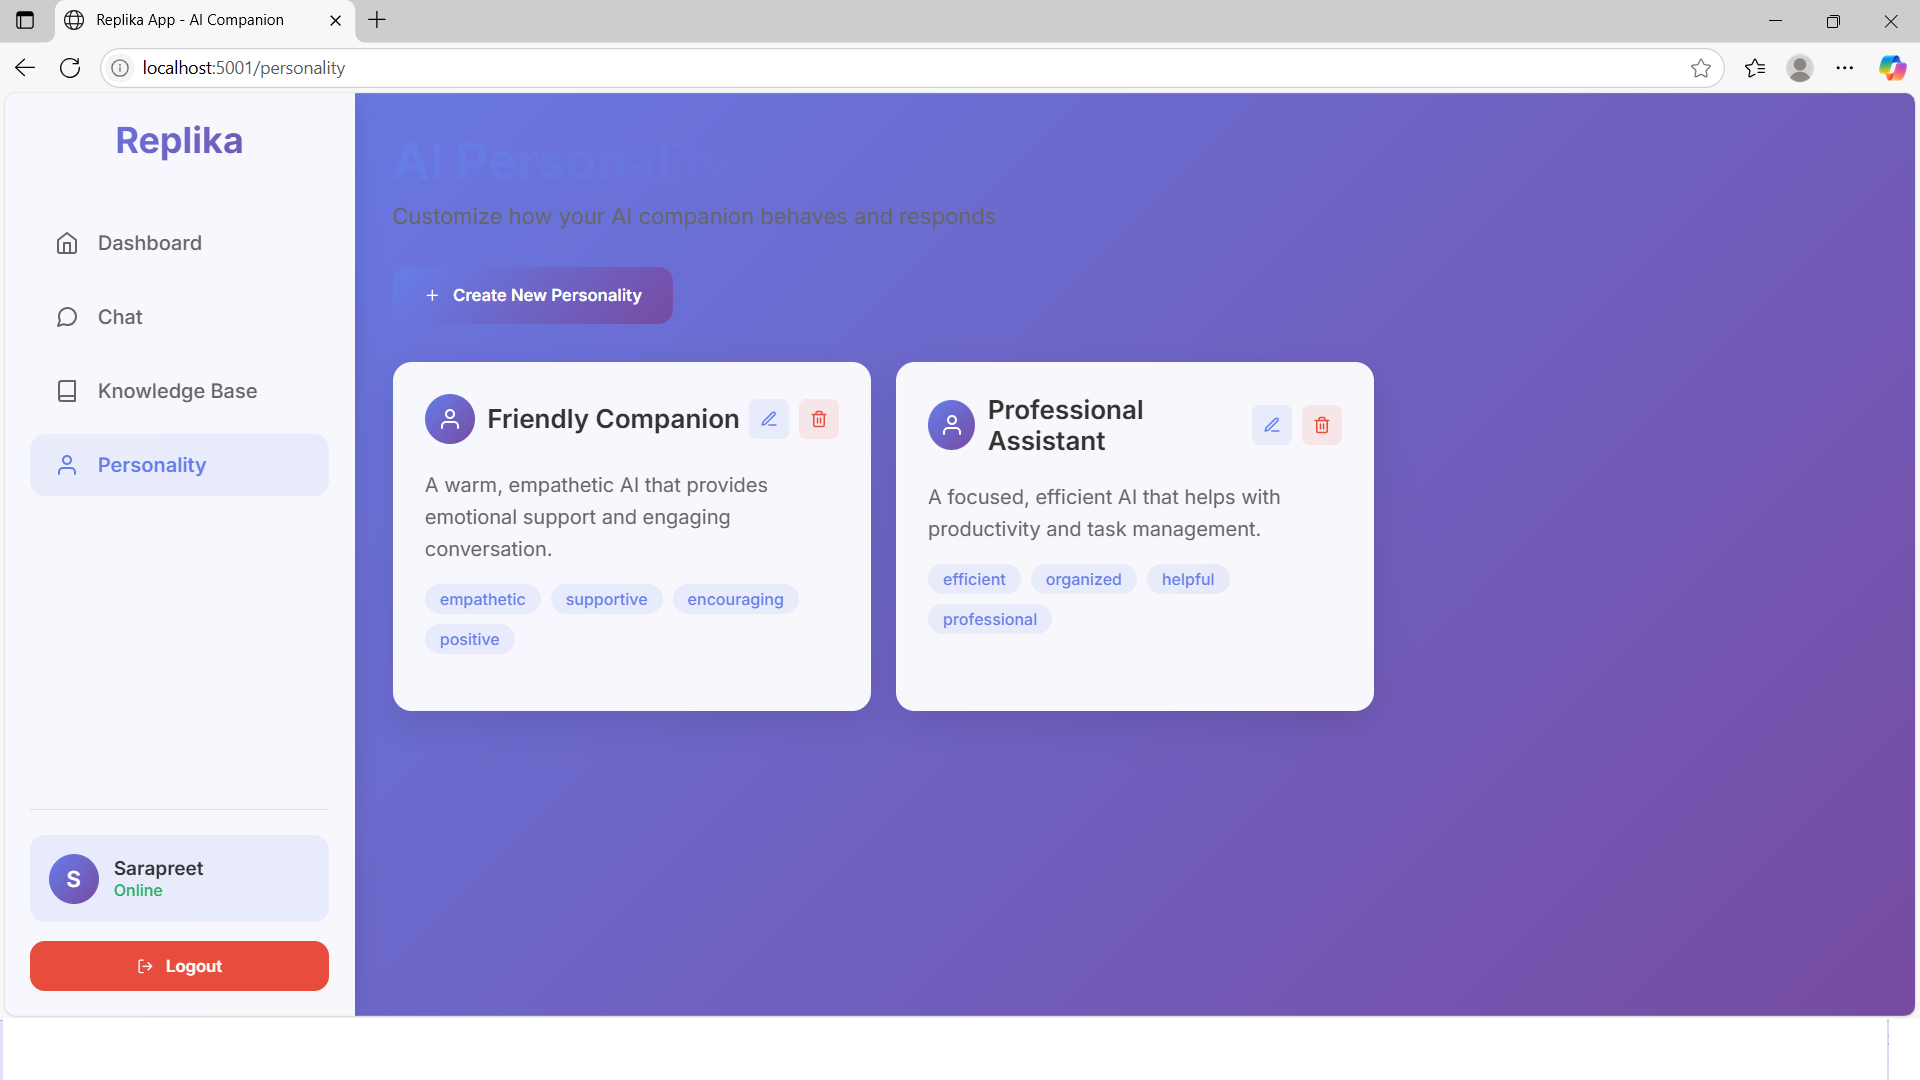 Replika App - AI Companion
localhost:5001/personality
Replika
Dashboard
Chat
Knowledge Base
Personality
Sarapreet
S
Online
Logout
AI Personality
Customize how your AI companion behaves and responds
+ Create New Personality
Friendly Companion
A warm, empathetic AI that provides
emotional support and engaging
conversation.
empathetic supportive encouraging
positive
Professional
Assistant
A focused, efficient AI that helps with
productivity and task management.
efficient organized helpful
professional